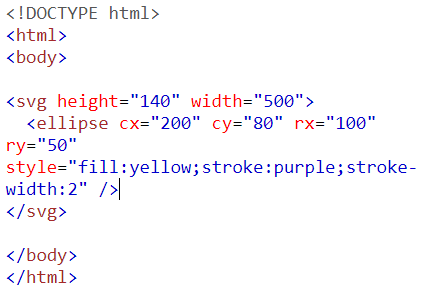 <!DOCTYPE html>
<html>
<body>

<svg height="140" width="500">
  <ellipse cx="200" cy="80" rx="100"
ry="50"
style="fill:yellow;stroke:purple;stroke-
width:2" />
</svg>

</body>
</html>